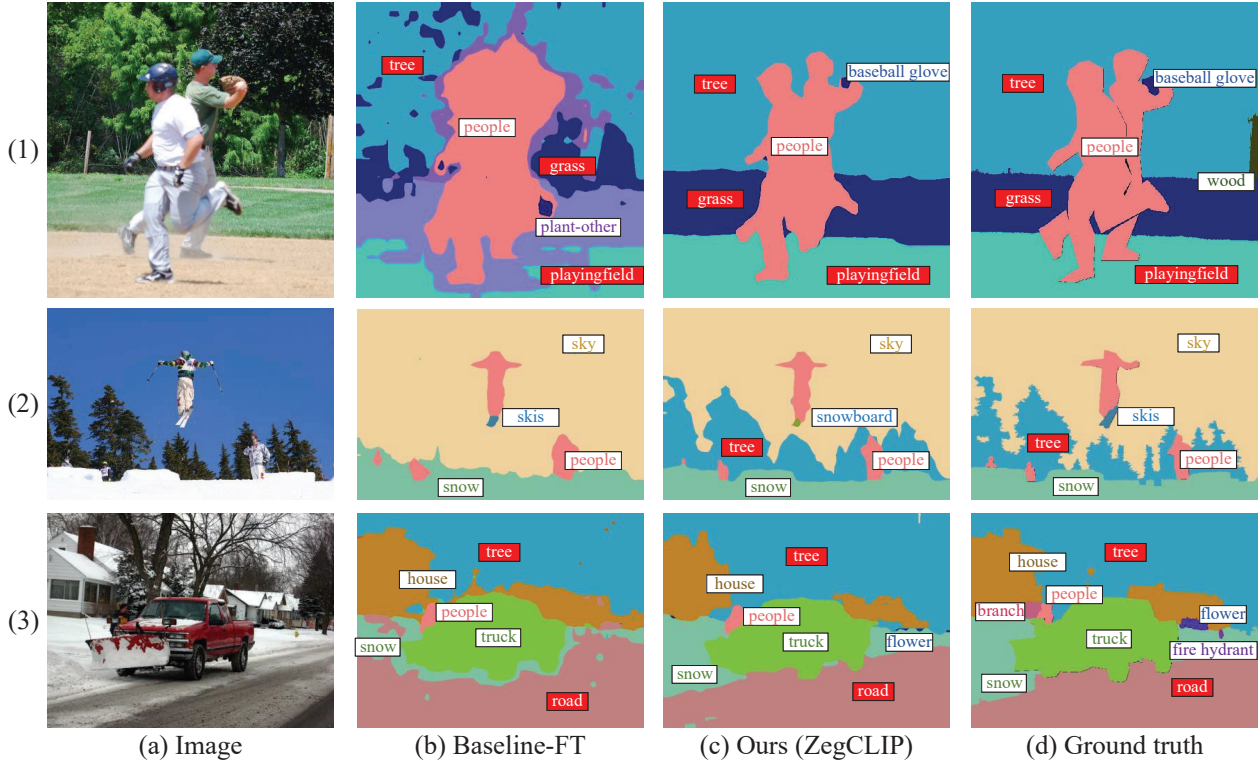 (1)
tree
people
grass
plant-other
playingfield
baseball glove
tree
people
grass
playingfield
baseball glove
tree
people
wood
grass
playingfield
(2)
sky
skis
people
snow
sky
snowboard
tree
people
snow
sky
skis
tree
people
snow
(3)
tree
house
people
truck
snow
road
tree
house
people
truck
flower
snow
road
tree
house
people
branch
flower
truck
fire hydrant
snow
road
(a) Image
(b) Baseline-FT
(c) Ours (ZegCLIP)
(d) Ground truth